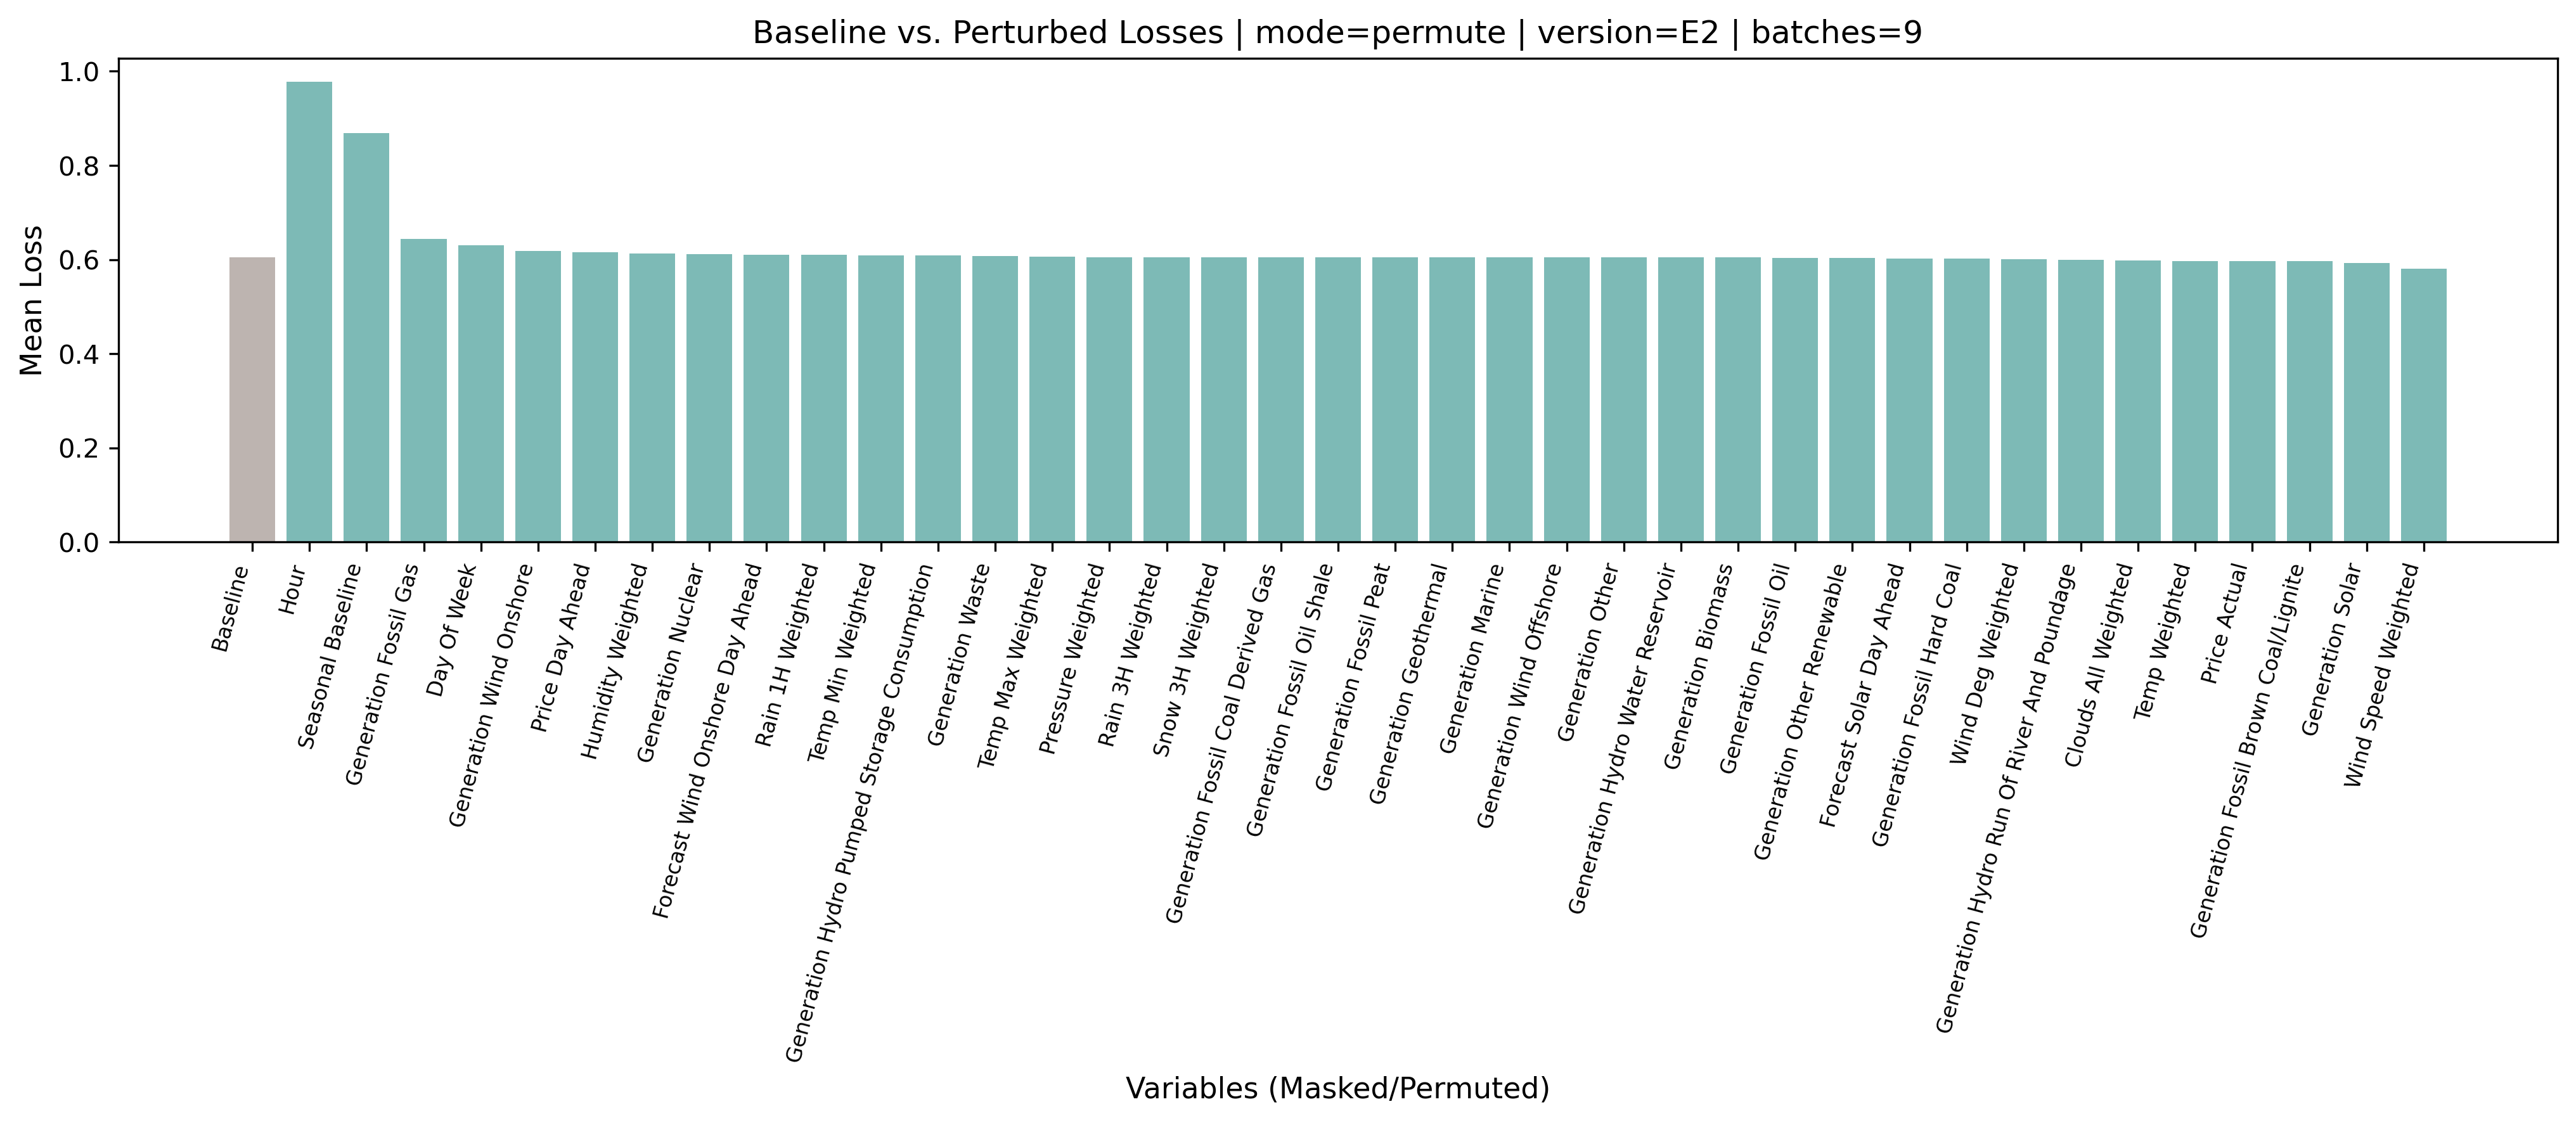 Baseline vs. Perturbed Losses | mode=permute | version=E2 | batches=9
Mean Loss
1.0
0.8
0.6
0.4
0.2
0.0
Baseline
Hour
Seasonal Baseline
Generation Fossil Gas
Day Of Week
Generation Wind Onshore
Price Day Ahead
Humidity Weighted
Generation Nuclear
Forecast Wind Onshore Day Ahead
Rain 1H Weighted
Temp Min Weighted
Generation Hydro Pumped Storage Consumption
Generation Waste
Temp Max Weighted
Pressure Weighted
Rain 3H Weighted
Snow 3H Weighted
Generation Fossil Coal Derived Gas
Generation Fossil Oil Shale
Generation Fossil Peat
Generation Geothermal
Generation Marine
Generation Wind Offshore
Generation Other
Generation Hydro Water Reservoir
Generation Biomass
Generation Fossil Oil
Generation Other Renewable
Forecast Solar Day Ahead
Generation Fossil Hard Coal
Wind Deg Weighted
Generation Hydro Run Of River And Poundage
Clouds All Weighted
Temp Weighted
Price Actual
Generation Fossil Brown Coal/Lignite
Generation Solar
Wind Speed Weighted
Variables (Masked/Permuted)